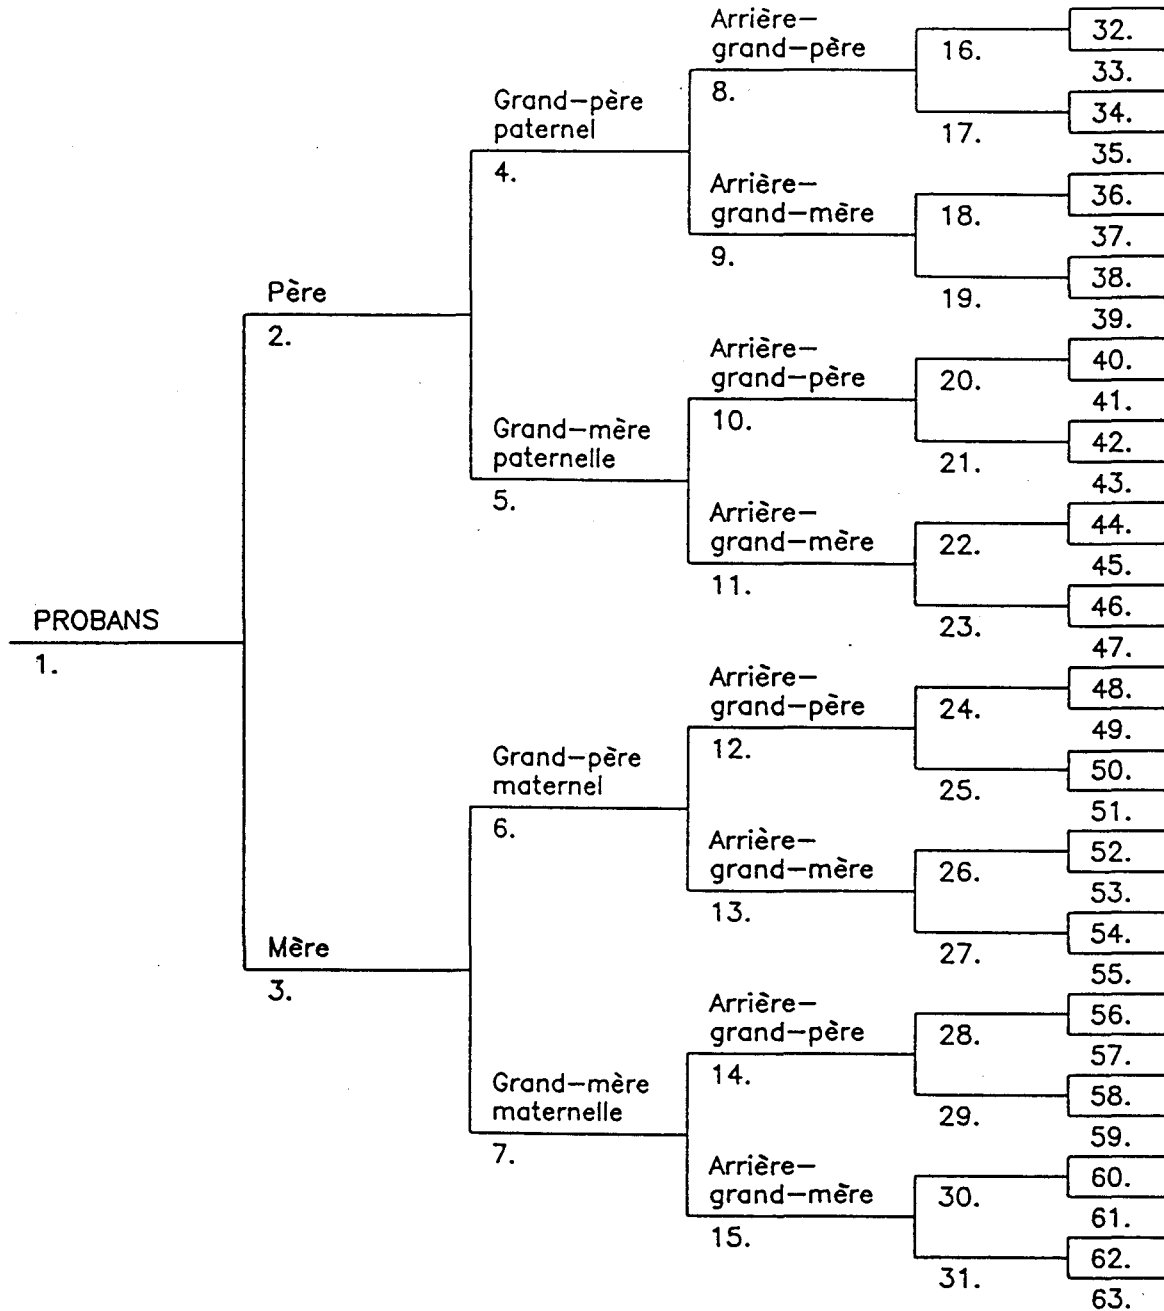 PROBANS
1.
Père
2.
Mère
3.
Grand-père
paternel
4.
Grand-mère
paternelle
5.
Grand-père
maternel
6.
Grand-mère
maternelle
7.
Arrière-
grand-père
8.
Arrière-
grand-mère
9.
Arrière-
grand-père
10.
Arrière-
grand-mère
11.
Arrière-
grand-père
12.
Arrière-
grand-mère
13.
Arrière-
grand-père
14.
Arrière-
grand-mère
15.
16.
17.
18.
19.
20.
21.
22.
23.
24.
25.
26.
27.
28.
29.
30.
31.
32.
33.
34.
35.
36.
37.
38.
39.
40.
41.
42.
43.
44.
45.
46.
47.
48.
49.
50.
51.
52.
53.
54.
55.
56.
57.
58.
59.
60.
61.
62.
63.